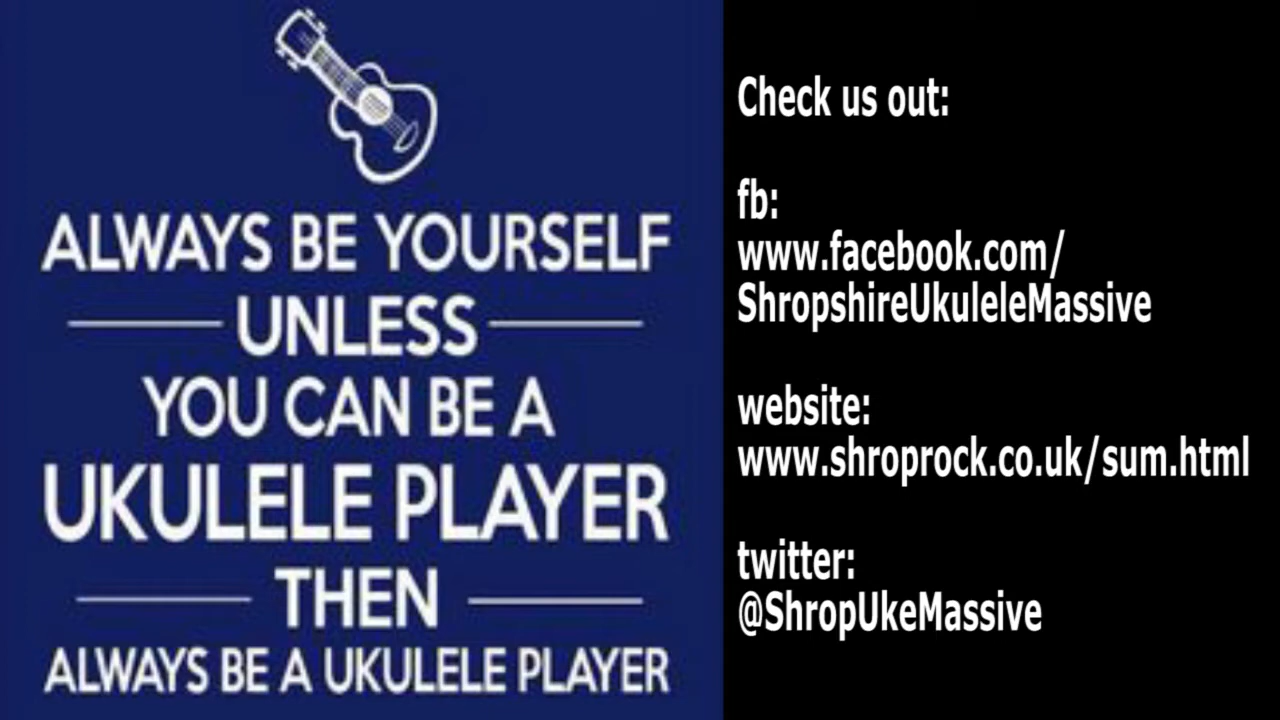 ALWAYS BE YOURSELF
UNLESS
YOU CAN BE A
UKULELE PLAYER
THEN
ALWAYS BE A UKULELE PLAYER
Check us out:
fb:
www.facebook.com/
ShropshireUkuleleMassive
website:
www.shroprock.co.uk/sum.html
twitter:
@ShropUkeMassive